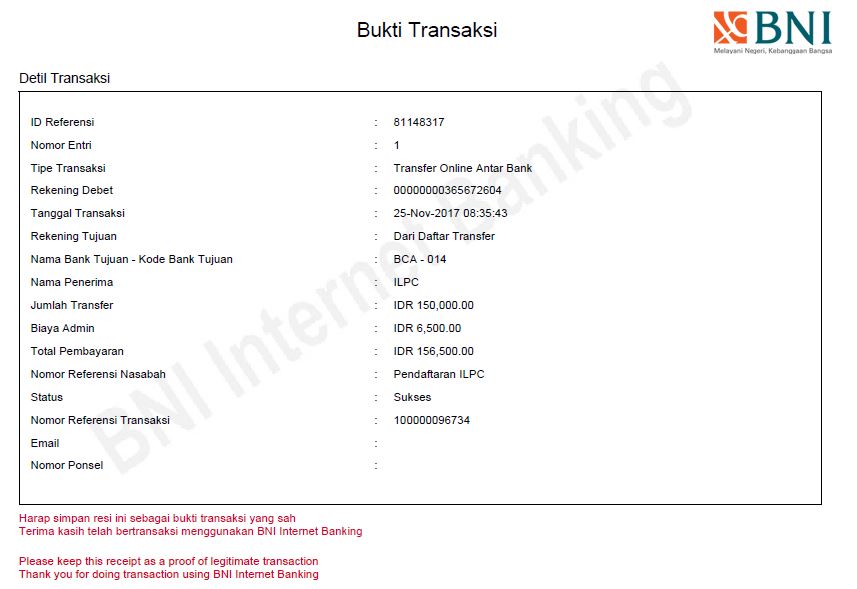 Bukti Transaksi
BNI
Melayani Negeri, Kebanggaan Bangsa
Detil Transaksi
ID Referensi : 81148317
Nomor Entri : 1
Tipe Transaksi : Transfer Online Antar Bank
Rekening Debet : 00000000365672604
Tanggal Transaksi : 25-Nov-2017 08:35:43
Rekening Tujuan : Dari Daftar Transfer
Nama Bank Tujuan - Kode Bank Tujuan : BCA - 014
Nama Penerima : ILPC
Jumlah Transfer : IDR 150,000.00
Biaya Admin : IDR 6,500.00
Total Pembayaran : IDR 156,500.00
Nomor Referensi Nasabah : Pendaftaran ILPC
Status : Sukses
Nomor Referensi Transaksi : 100000096734
Email :
Nomor Ponsel :
BNI Internet Banking
Harap simpan resi ini sebagai bukti transaksi yang sah
Terima kasih telah bertransaksi menggunakan BNI Internet Banking
Please keep this receipt as a proof of legitimate transaction
Thank you for doing transaction using BNI Internet Banking